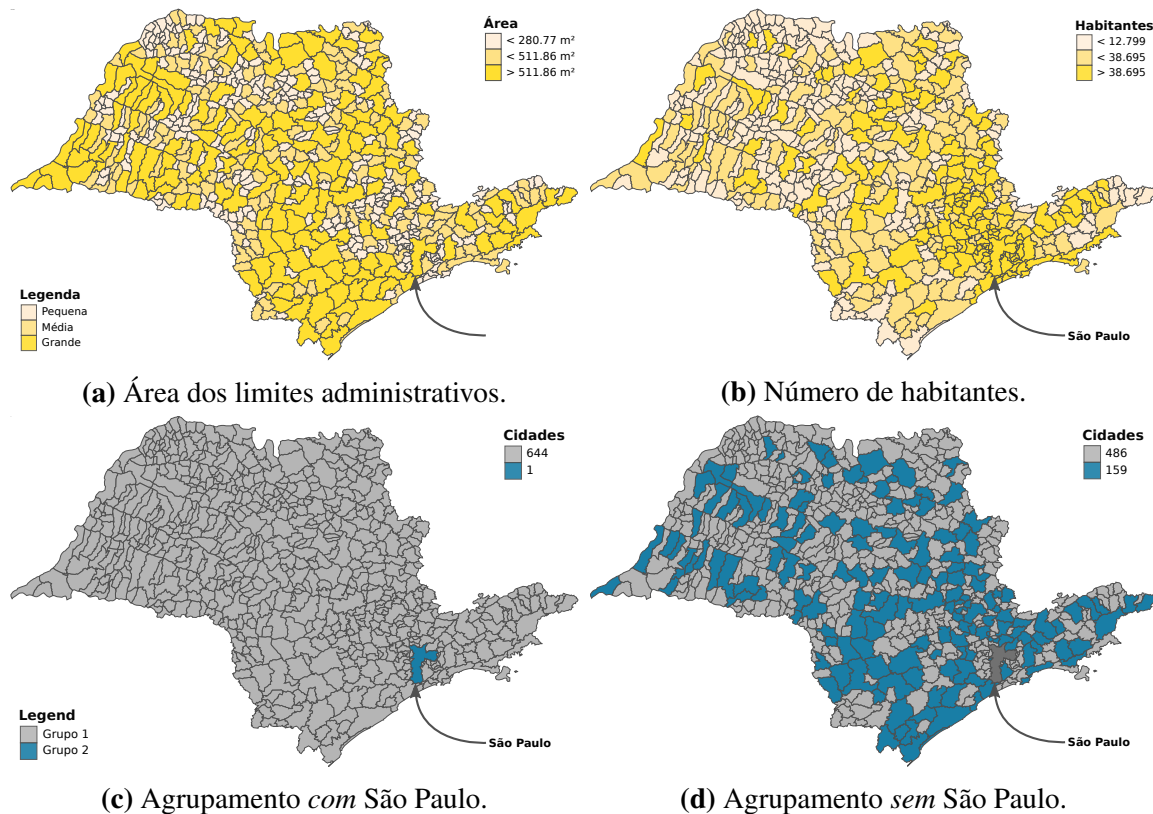 Área
< 280.77 m²
< 511.86 m²
> 511.86 m²
Legenda
Pequena
Média
Grande
(a) Área dos limites administrativos.
Habitantes
< 12.799
< 38.695
> 38.695
São Paulo
(b) Número de habitantes.
Cidades
644
1
Legend
Grupo 1
Grupo 2
São Paulo
(c) Agrupamento com São Paulo.
Cidades
486
159
São Paulo
(d) Agrupamento sem São Paulo.